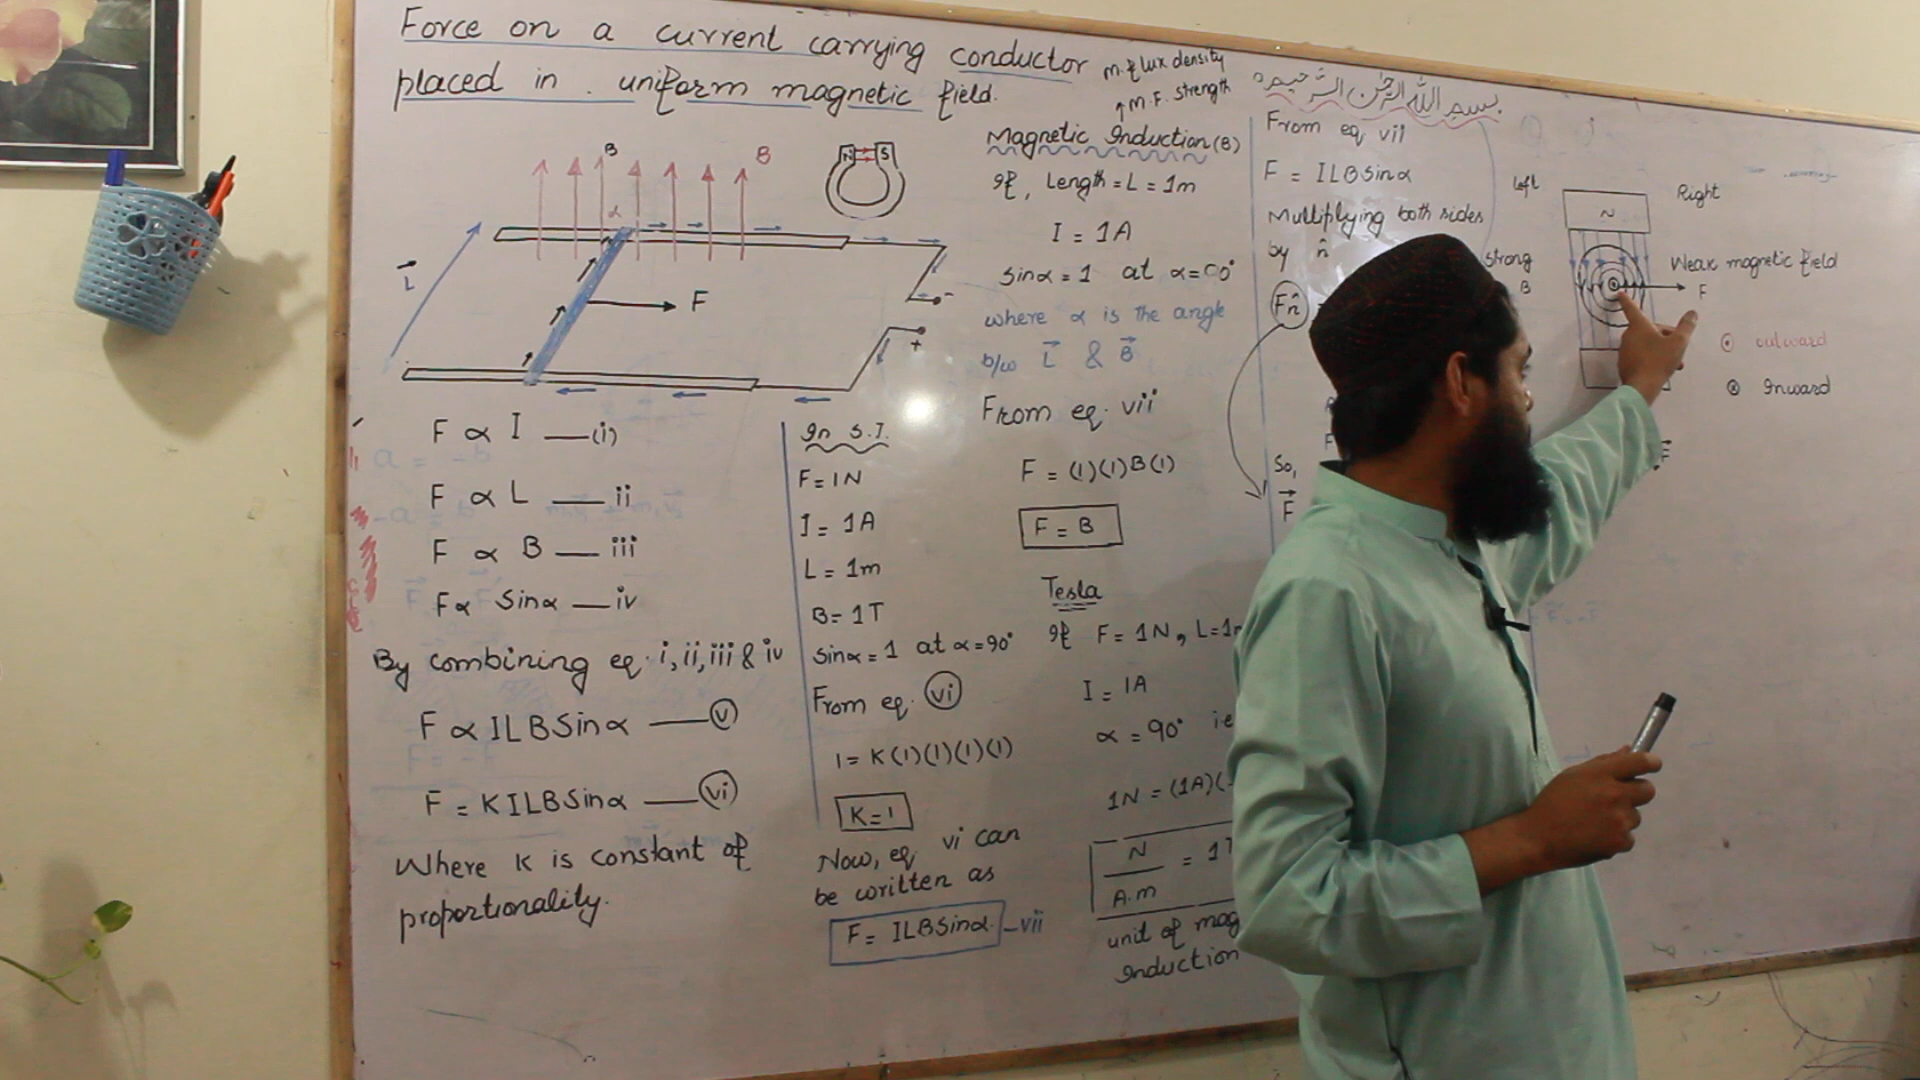 Force on a current carrying conductor
placed in . uniform magnetic field.
B
B
α
L
F
-
+
N S
F α I —(i)
F α L — ii
F α B — iii
F α Sinα — iv
By combining eq. i, ii, iii & iv
F α ILBSinα — v
F = KILBSinα — vi
Where K is constant of
proportionality.
In S.I.
F = 1N
I = 1A
L = 1m
B = 1T
Sinα = 1 at α = 90°
From eq. vi
1 = K(1)(1)(1)(1)
K = 1
Now, eq. vi can
be written as
F = ILBSinα — vii
m. flux density
M.F. strength
Magnetic Induction (B)
If, Length = L = 1m
I = 1A
Sinα = 1 at
where α is the angle
b/w L & B
From eq. vii
F = (1)(1)B(1)
F = B
Tesla
If F = 1N, L = 1m
I = 1A
α = 90° ie
1N = (1A)(
N/A.m = 1T
unit of mag
Induction
بسم الله الرحمن الرحيم
From eq vii
F = ILBSinα
Multiplying both sides
by n̂
Fn̂
So,
F
left
Right
N
Strong
B
Weak magnetic field
F
⊙ outward
⊗ Inward
F